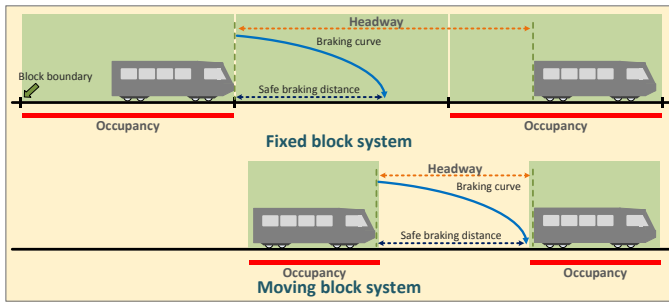 Headway
Braking curve
Block boundary
Safe braking distance
Occupancy
Occupancy
Fixed block system
Headway
Braking curve
Safe braking distance
Occupancy
Occupancy
Moving block system